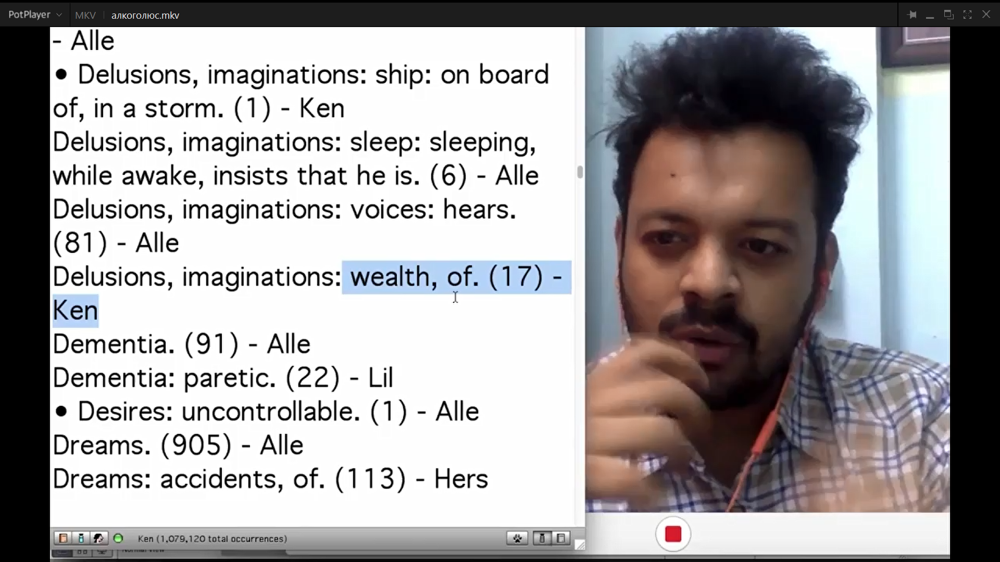 PotPlayer
MKV
алкоголюс.mkv
- Alle
• Delusions, imaginations: ship: on board
of, in a storm. (1) - Ken
Delusions, imaginations: sleep: sleeping,
while awake, insists that he is. (6) - Alle
Delusions, imaginations: voices: hears.
(81) - Alle
Delusions, imaginations: wealth, of. (17) -
Ken
Dementia. (91) - Alle
Dementia: paretic. (22) - Lil
• Desires: uncontrollable. (1) - Alle
Dreams. (905) - Alle
Dreams: accidents, of. (113) - Hers
Ken (1,079,120 total occurrences)
Normal View